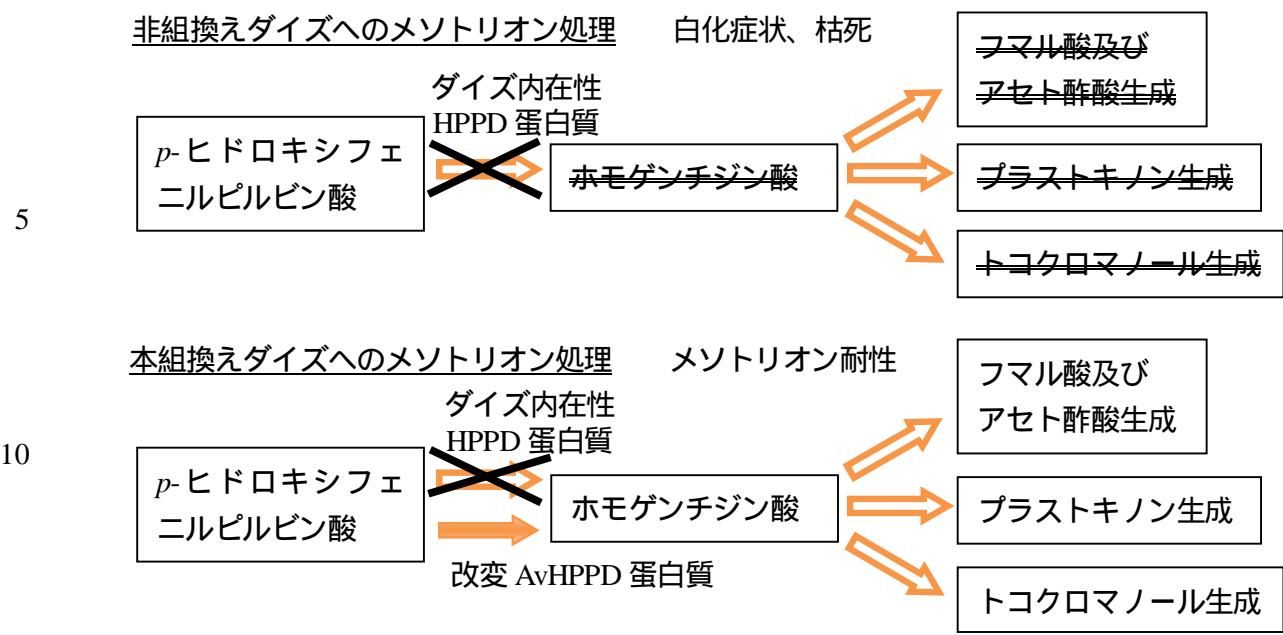 非組換えダイズへのメソトリオン処理 白化症状、枯死
ダイズ内在性
HPPD 蛋白質
p-ヒドロキシフェ
ニルピルビン酸
ホモゲンチジン酸
フマル酸及び
アセト酢酸生成
プラストキノン生成
トコクロマノール生成
5
本組換えダイズへのメソトリオン処理 メソトリオン耐性
ダイズ内在性
HPPD 蛋白質
p-ヒドロキシフェ
ニルピルビン酸
改変 AvHPPD 蛋白質
ホモゲンチジン酸
フマル酸及び
アセト酢酸生成
プラストキノン生成
トコクロマノール生成
10